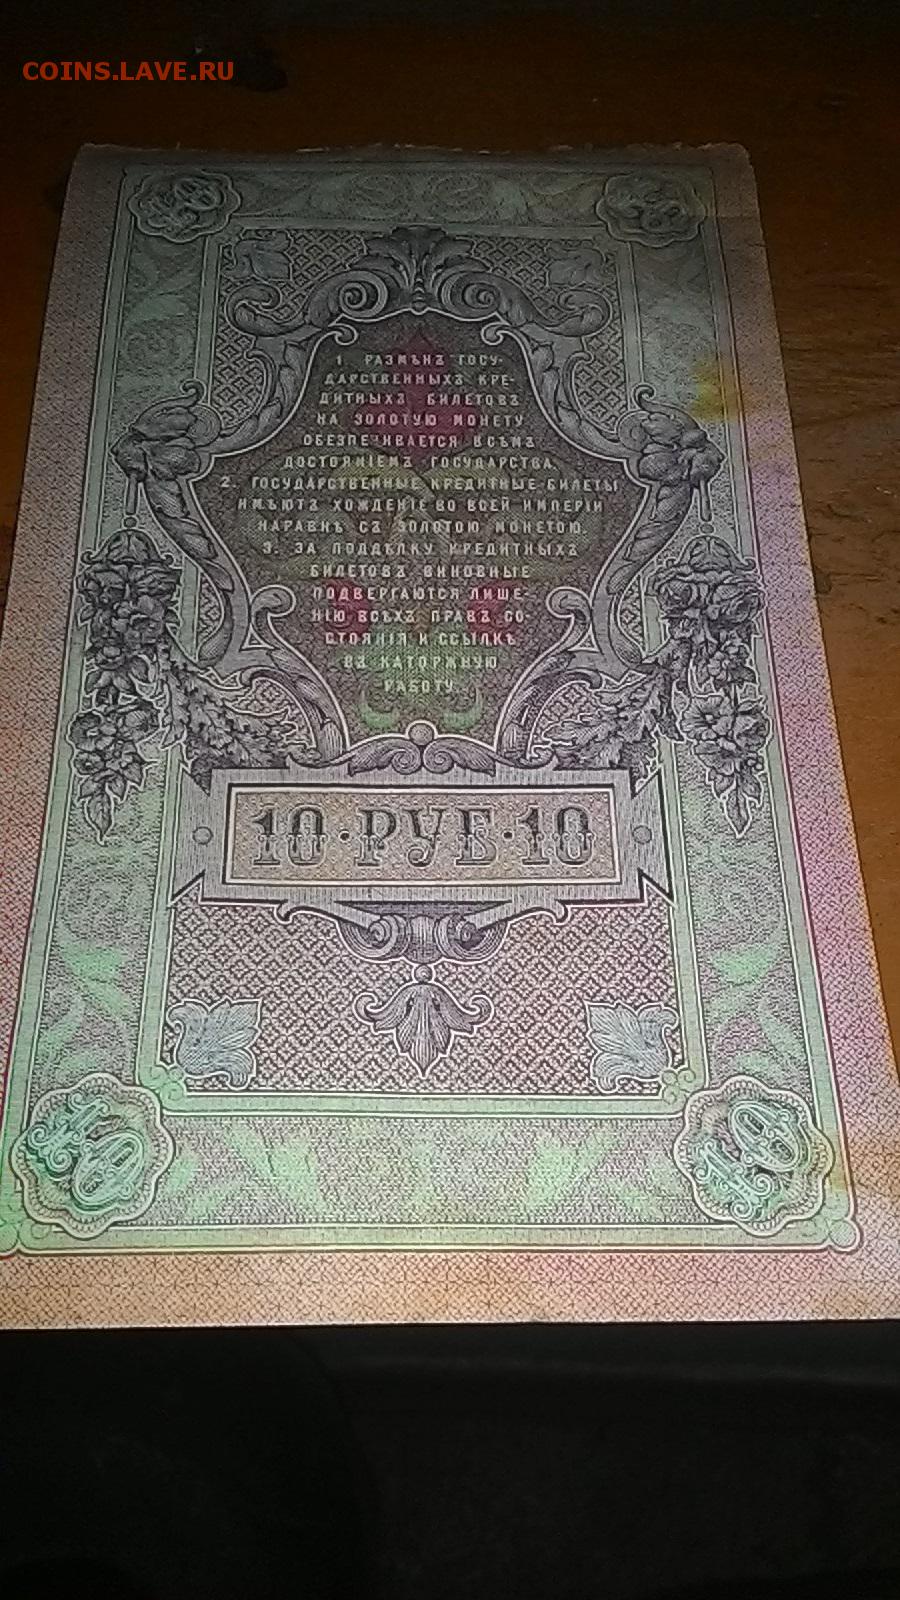 COINS.LAVE.RU
1. РАЗМѢНЪ ГОСУ-
ДАРСТВЕННЫХЪ КРЕ-
ДИТНЫХЪ БИЛЕТОВЪ
НА ЗОЛОТУЮ МОНЕТУ
ОБЕЗПЕЧИВАЕТСЯ ВСѢМЪ
ДОСТОЯНІЕМЪ ГОСУДАРСТВА.
2. ГОСУДАРСТВЕННЫЕ КРЕДИТНЫЕ БИЛЕТЫ
ИМѢЮТЪ ХОЖДЕНІЕ ВО ВСЕЙ ИМПЕРІИ
НАРАВНѢ СЪ ЗОЛОТОЮ МОНЕТОЮ.
3. ЗА ПОДДѢЛКУ КРЕДИТНЫХЪ
БИЛЕТОВЪ ВИНОВНЫЕ
ПОДВЕРГАЮТСЯ ЛИШЕ-
НІЮ ВСѢХЪ ПРАВЪ СО-
СТОЯНІЯ И ССЫЛКѢ
ВЪ КАТОРЖНУЮ
РАБОТУ.
10·РУБ·10
10 10